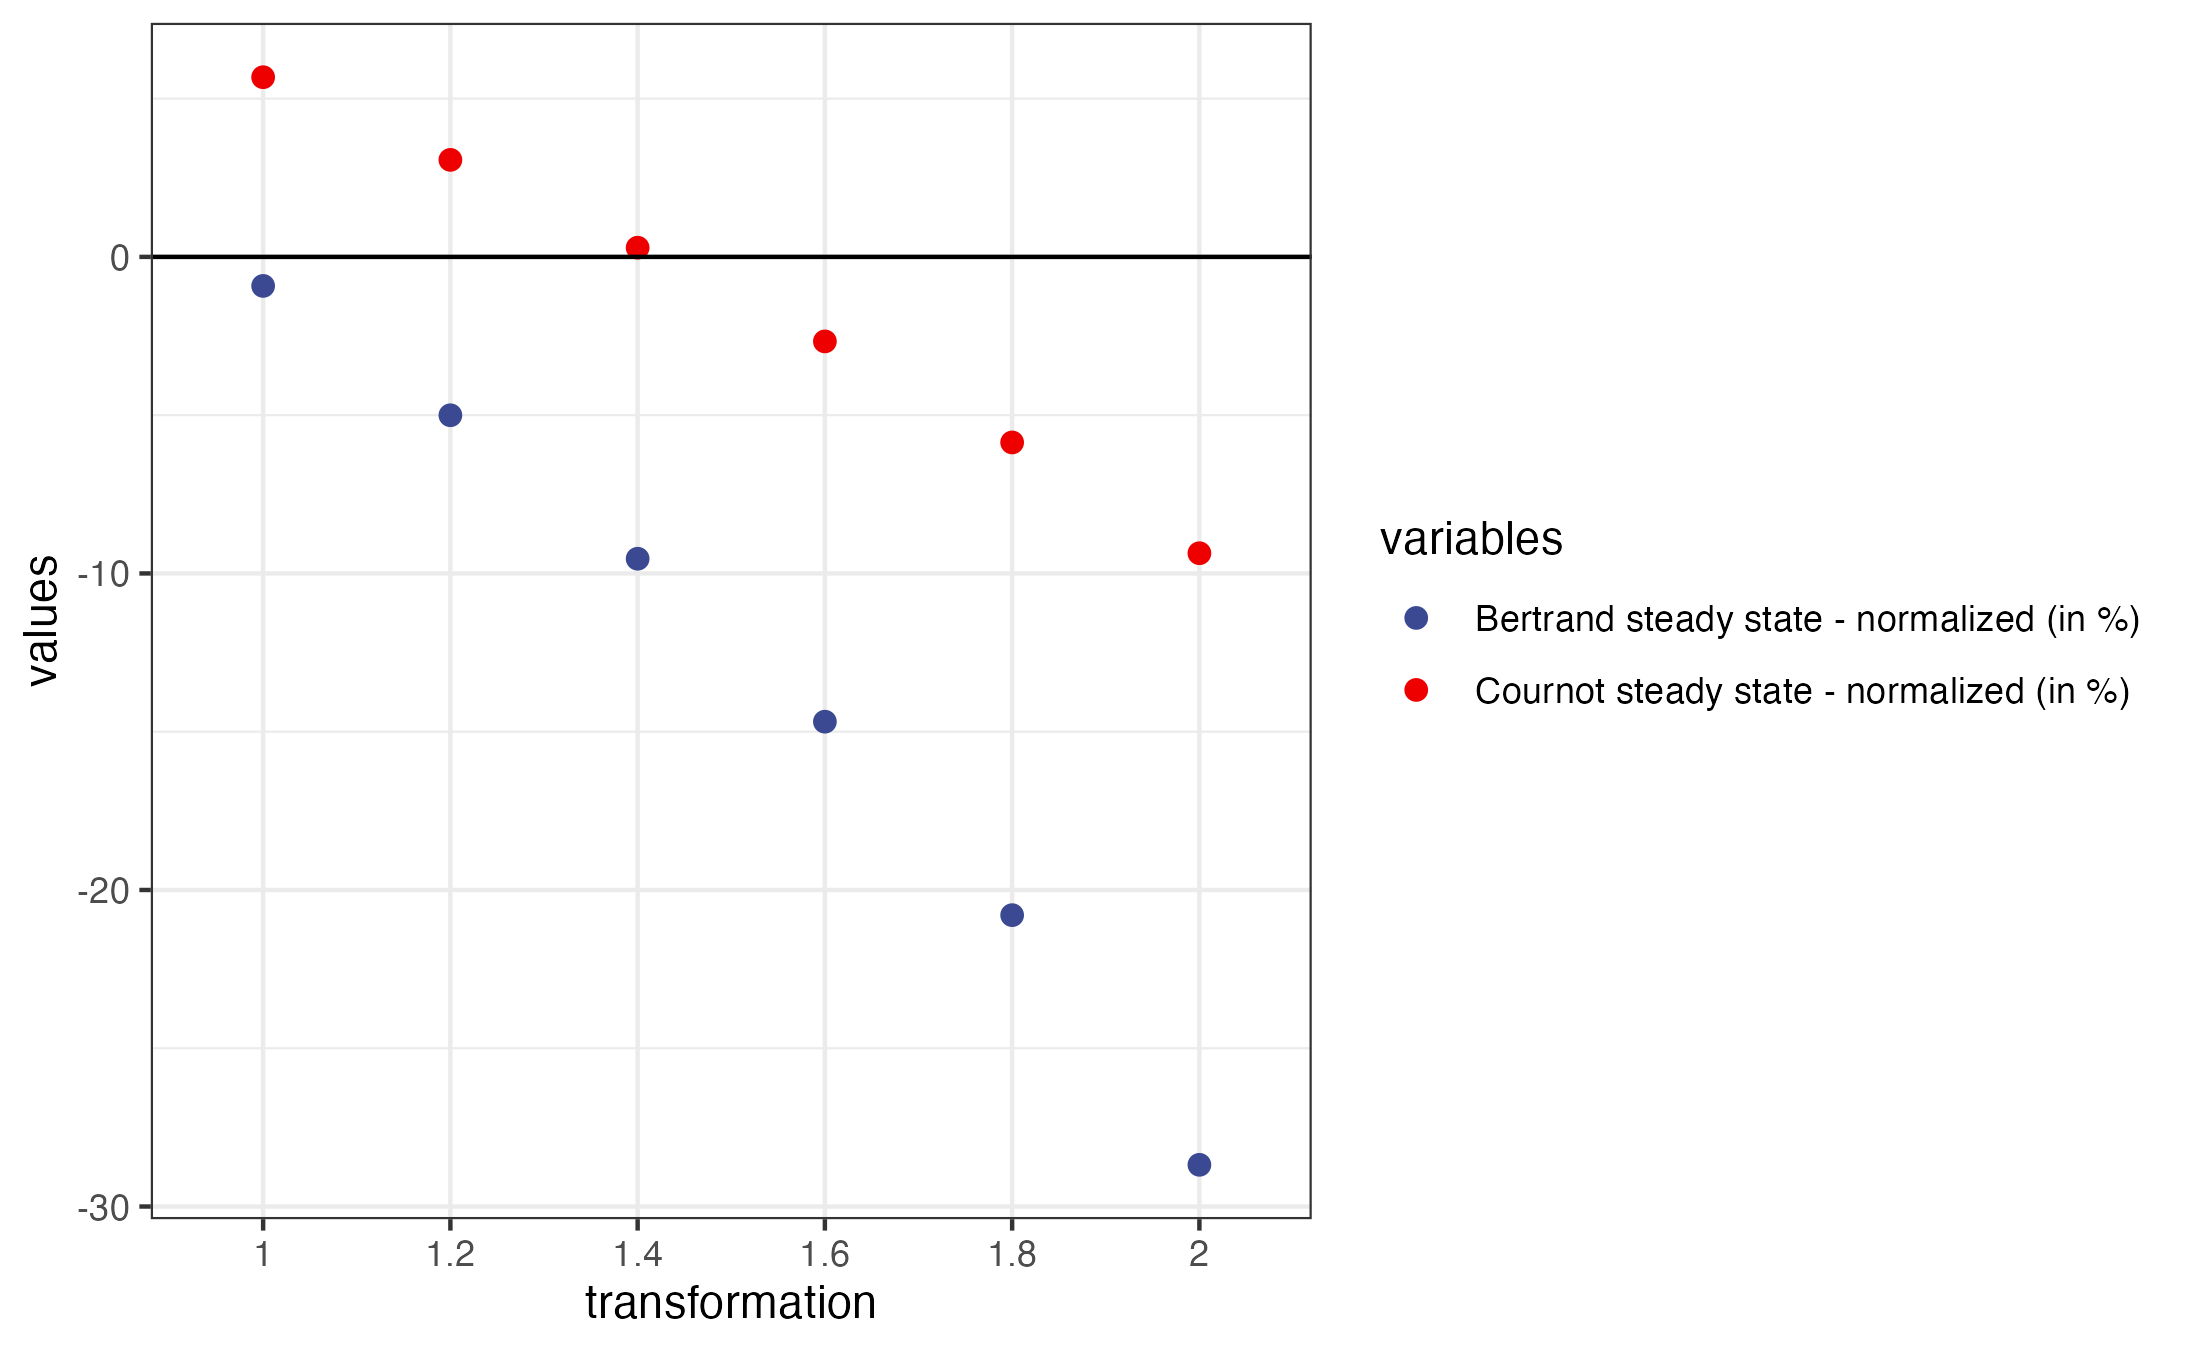 values
0
-10
-20
-30
1 1.2 1.4 1.6 1.8 2
transformation
variables
Bertrand steady state - normalized (in %)
Cournot steady state - normalized (in %)